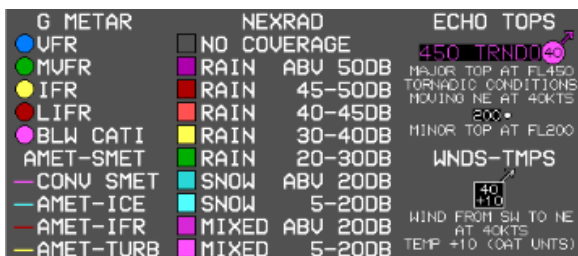 G METAR
VFR
MVFR
IFR
LIFR
BLW CATI
AMET-SMET
CONV SMET
AMET-ICE
AMET-IFR
AMET-TURB
NEXRAD
NO COVERAGE
RAIN ABV 50DB
RAIN 45-50DB
RAIN 40-45DB
RAIN 30-40DB
RAIN 20-30DB
SNOW ABV 20DB
SNOW 5-20DB
MIXED ABV 20DB
MIXED 5-20DB
ECHO TOPS
450 TRNDO 40
MAJOR TOP AT FL450
TORNADIC CONDITIONS
MOVING NE AT 40KTS
200
MINOR TOP AT FL200
WNDS-TMPS
40
+10
WIND FROM SW TO NE
AT 40KTS
TEMP +10 (OAT UNTS)